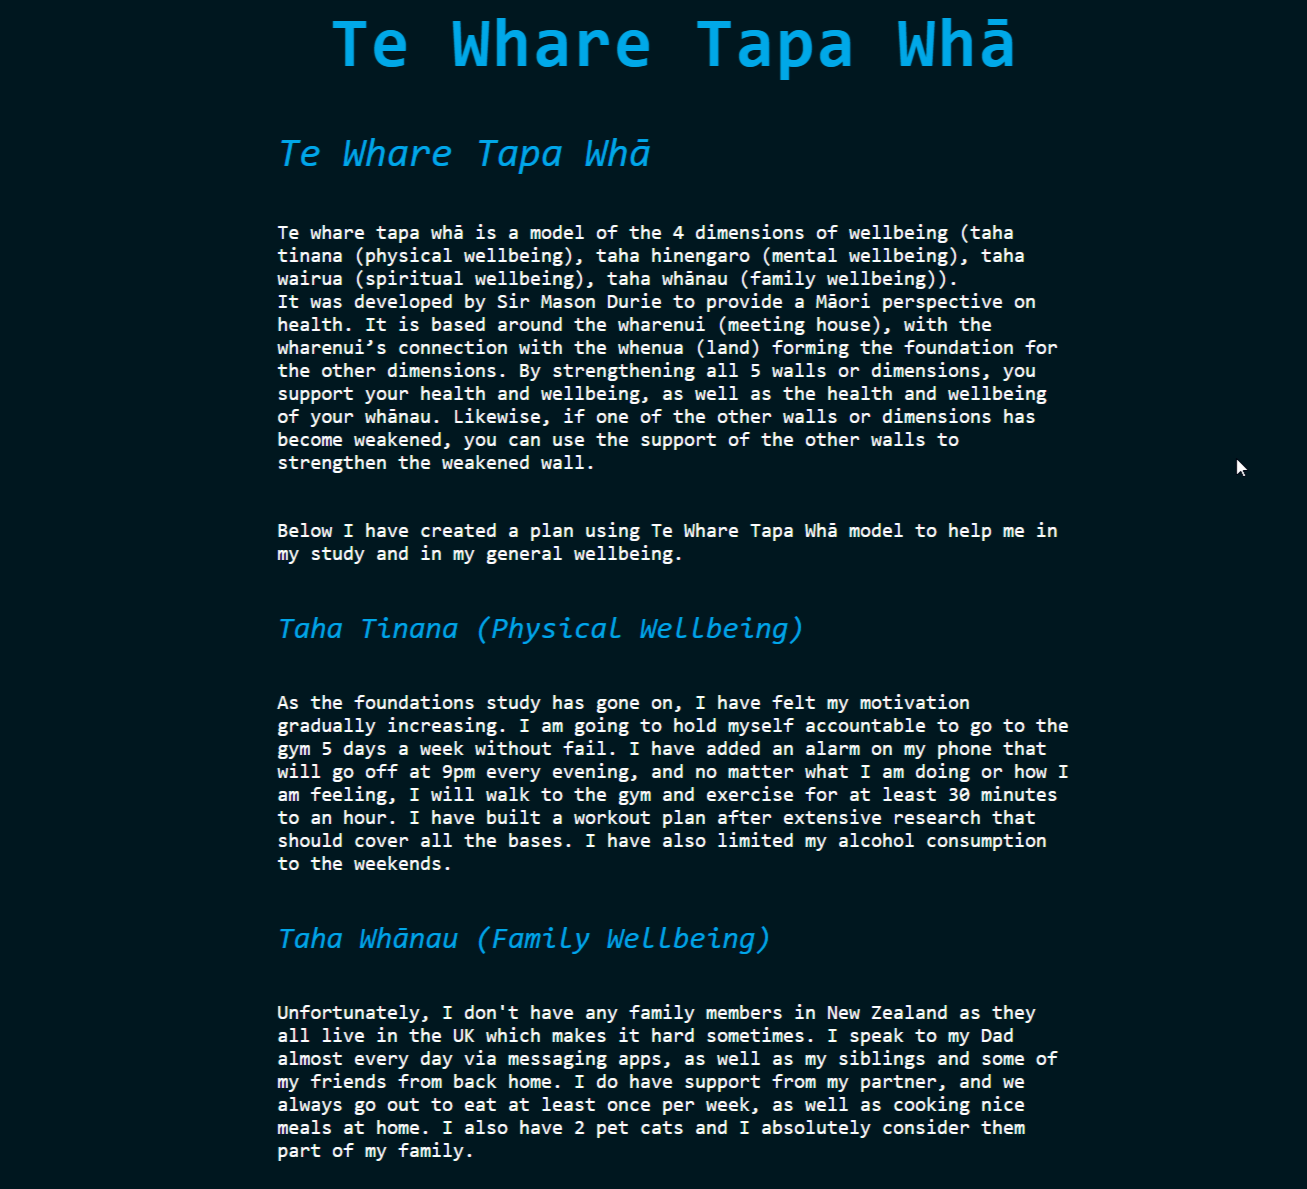 Te Whare Tapa Whā
Te Whare Tapa Whā
Te whare tapa whā is a model of the 4 dimensions of wellbeing (taha
tinana (physical wellbeing), taha hinengaro (mental wellbeing), taha
wairua (spiritual wellbeing), taha whānau (family wellbeing)).
It was developed by Sir Mason Durie to provide a Māori perspective on
health. It is based around the wharenui (meeting house), with the
wharenui’s connection with the whenua (land) forming the foundation for
the other dimensions. By strengthening all 5 walls or dimensions, you
support your health and wellbeing, as well as the health and wellbeing
of your whānau. Likewise, if one of the other walls or dimensions has
become weakened, you can use the support of the other walls to
strengthen the weakened wall.
Below I have created a plan using Te Whare Tapa Whā model to help me in
my study and in my general wellbeing.
Taha Tinana (Physical Wellbeing)
As the foundations study has gone on, I have felt my motivation
gradually increasing. I am going to hold myself accountable to go to the
gym 5 days a week without fail. I have added an alarm on my phone that
will go off at 9pm every evening, and no matter what I am doing or how I
am feeling, I will walk to the gym and exercise for at least 30 minutes
to an hour. I have built a workout plan after extensive research that
should cover all the bases. I have also limited my alcohol consumption
to the weekends.
Taha Whānau (Family Wellbeing)
Unfortunately, I don't have any family members in New Zealand as they
all live in the UK which makes it hard sometimes. I speak to my Dad
almost every day via messaging apps, as well as my siblings and some of
my friends from back home. I do have support from my partner, and we
always go out to eat at least once per week, as well as cooking nice
meals at home. I also have 2 pet cats and I absolutely consider them
part of my family.